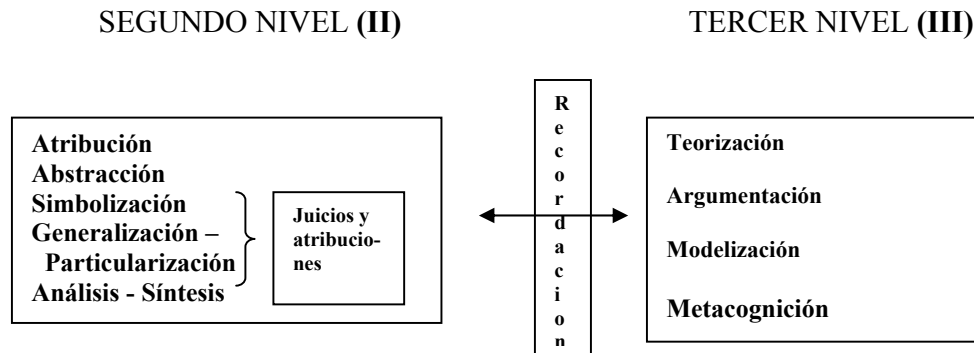 SEGUNDO NIVEL (II)
TERCER NIVEL (III)
Atribución
Abstracción
Simbolización
Generalización –
Particularización
Análisis - Síntesis
Juicios y
atribucio-
nes
R
e
c
o
r
d
a
c
i
o
n
Teorización
Argumentación
Modelización
Metacognición